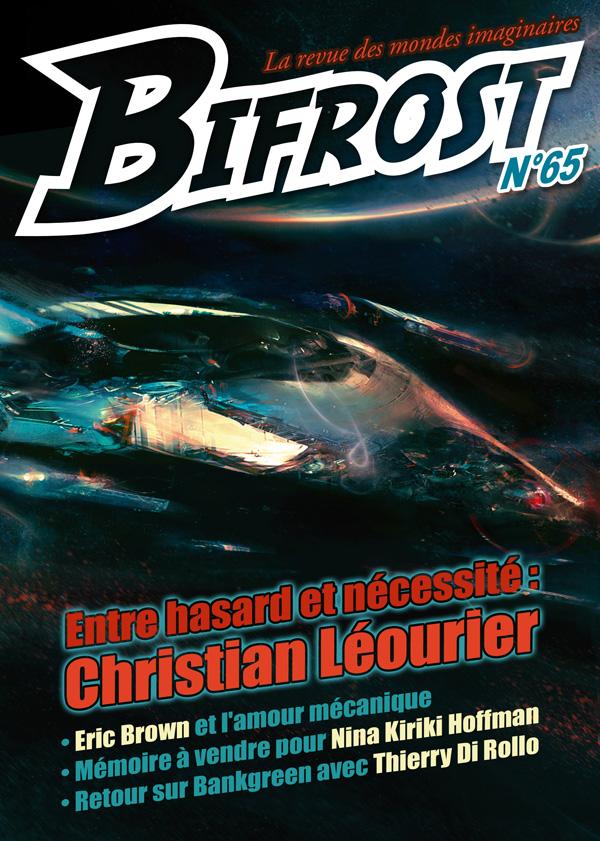 La revue des mondes imaginaires
BIFROST
N°65
Entre hasard et nécessité :
Christian Léourier
• Eric Brown et l'amour mécanique
• Mémoire à vendre pour Nina Kiriki Hoffman
• Retour sur Bankgreen avec Thierry Di Rollo